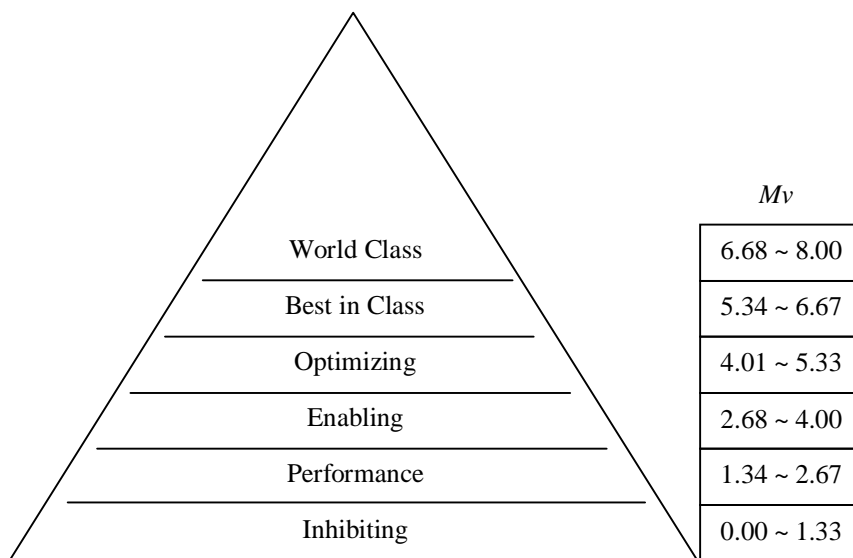 Mv
World Class 6.68 ~ 8.00
Best in Class 5.34 ~ 6.67
Optimizing 4.01 ~ 5.33
Enabling 2.68 ~ 4.00
Performance 1.34 ~ 2.67
Inhibiting 0.00 ~ 1.33